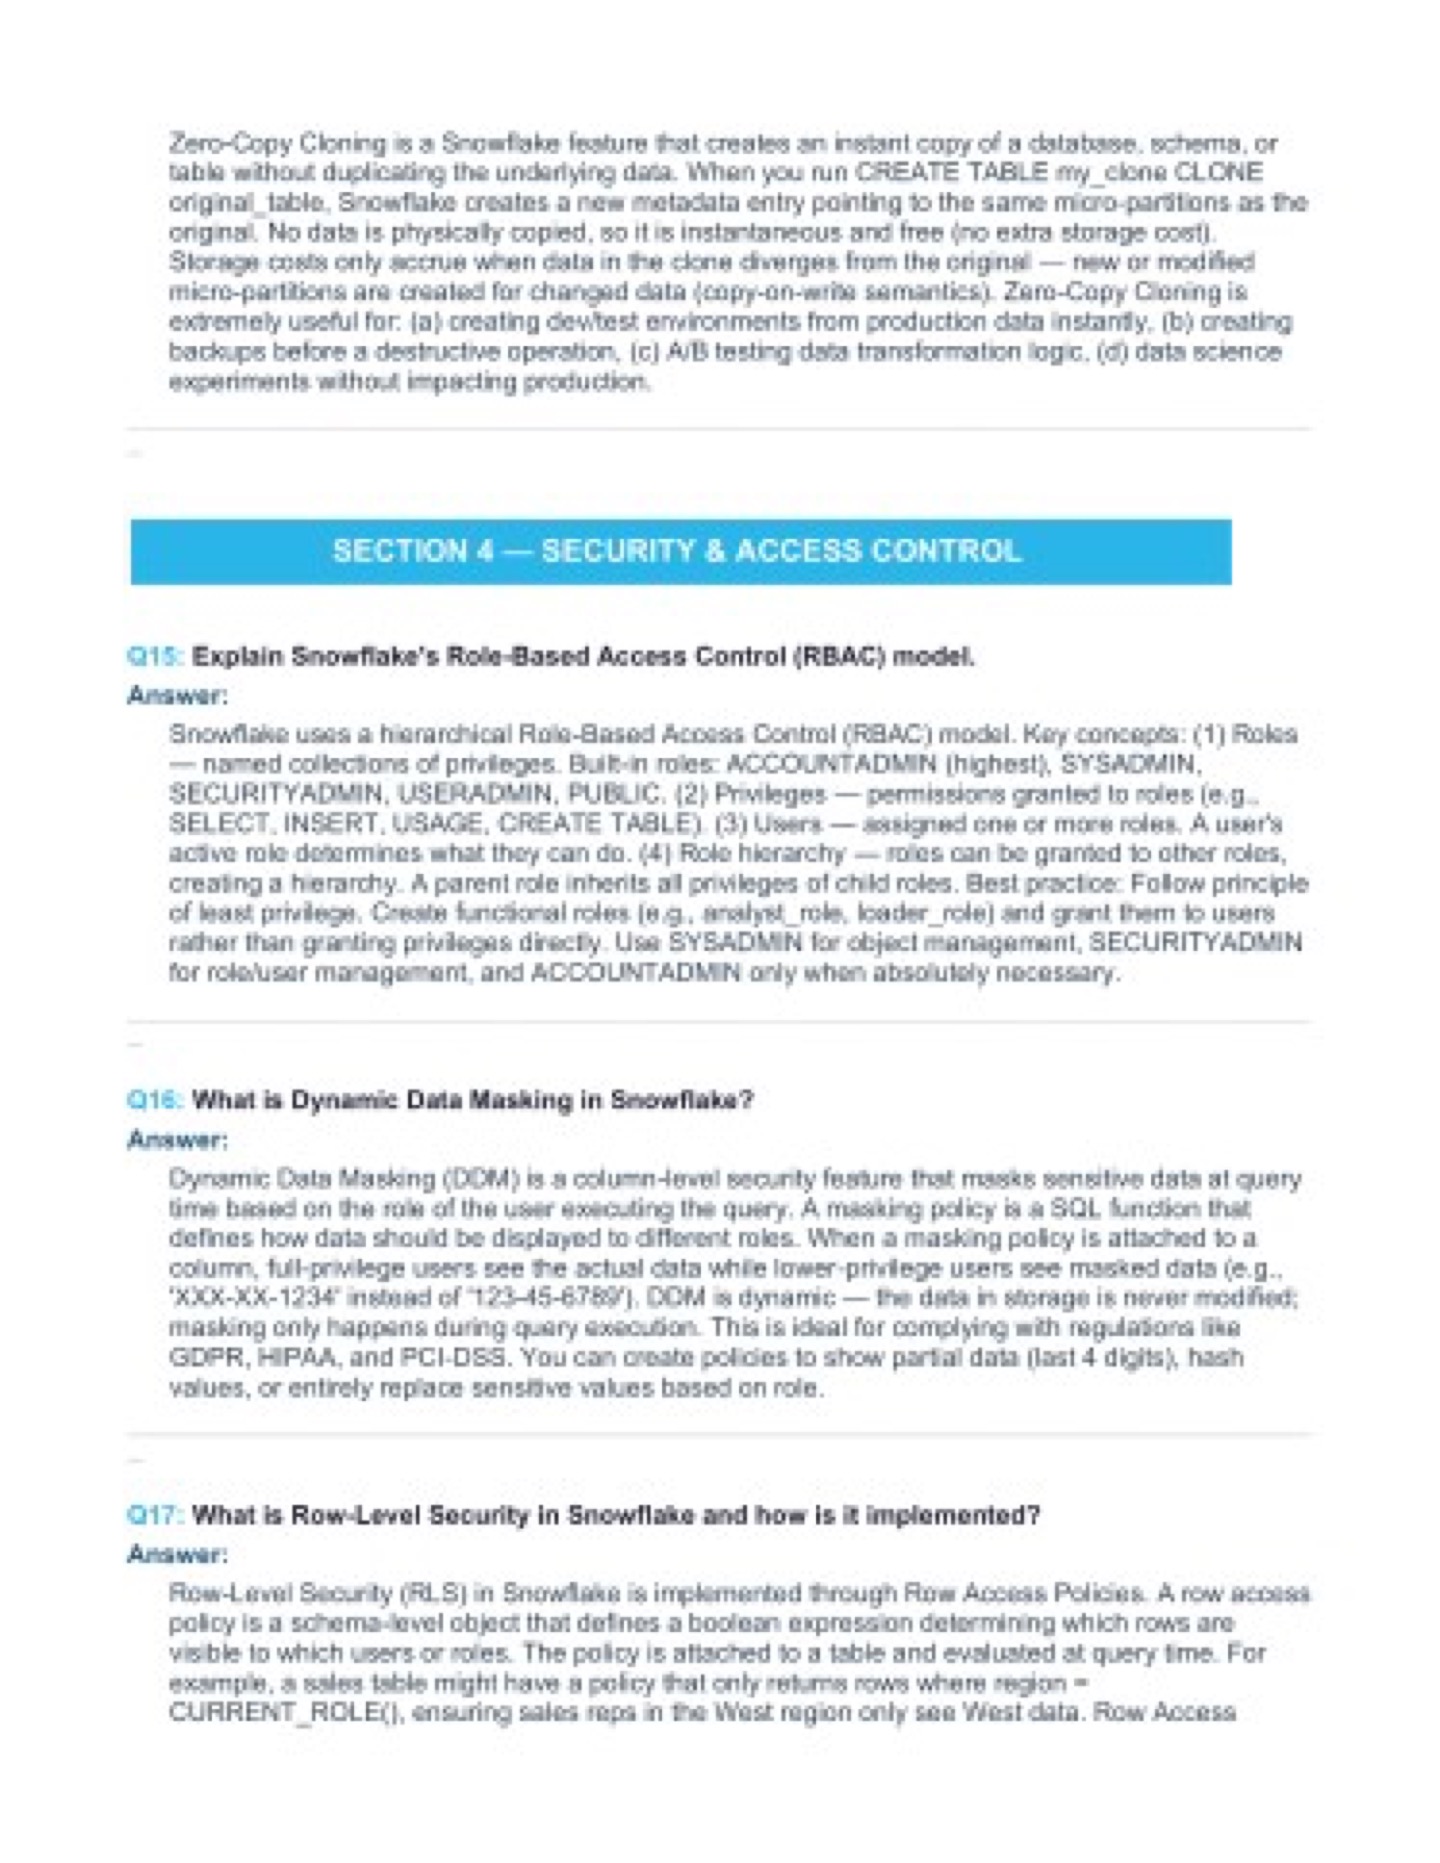 Zero-Copy Cloning is a Snowflake feature that creates an instant copy of a database, schema, or
table without duplicating the underlying data. When you run CREATE TABLE my_clone CLONE
original_table, Snowflake creates a new metadata entry pointing to the same micro-partitions as the
original. No data is physically copied, so it is instantaneous and free (no extra storage cost).
Storage costs only accrue when data in the clone diverges from the original — new or modified
micro-partitions are created for changed data (copy-on-write semantics). Zero-Copy Cloning is
extremely useful for: (a) creating dev/test environments from production data instantly, (b) creating
backups before a destructive operation, (c) A/B testing data transformation logic, (d) data science
experiments without impacting production.
SECTION 4 — SECURITY & ACCESS CONTROL
Q15: Explain Snowflake's Role-Based Access Control (RBAC) model.
Answer:
Snowflake uses a hierarchical Role-Based Access Control (RBAC) model. Key concepts: (1) Roles
— named collections of privileges. Built-in roles: ACCOUNTADMIN (highest), SYSADMIN,
SECURITYADMIN, USERADMIN, PUBLIC. (2) Privileges — permissions granted to roles (e.g.,
SELECT, INSERT, USAGE, CREATE TABLE). (3) Users — assigned one or more roles. A user's
active role determines what they can do. (4) Role hierarchy — roles can be granted to other roles,
creating a hierarchy. A parent role inherits all privileges of child roles. Best practice: Follow principle
of least privilege. Create functional roles (e.g., analyst_role, loader_role) and grant them to users
rather than granting privileges directly. Use SYSADMIN for object management, SECURITYADMIN
for role/user management, and ACCOUNTADMIN only when absolutely necessary.
Q16: What is Dynamic Data Masking in Snowflake?
Answer:
Dynamic Data Masking (DDM) is a column-level security feature that masks sensitive data at query
time based on the role of the user executing the query. A masking policy is a SQL function that
defines how data should be displayed to different roles. When a masking policy is attached to a
column, full-privilege users see the actual data while lower-privilege users see masked data (e.g.,
'XXX-XX-1234' instead of '123-45-6789'). DDM is dynamic — the data in storage is never modified;
masking only happens during query execution. This is ideal for complying with regulations like
GDPR, HIPAA, and PCI-DSS. You can create policies to show partial data (last 4 digits), hash
values, or entirely replace sensitive values based on role.
Q17: What is Row-Level Security in Snowflake and how is it implemented?
Answer:
Row-Level Security (RLS) in Snowflake is implemented through Row Access Policies. A row access
policy is a schema-level object that defines a boolean expression determining which rows are
visible to which users or roles. The policy is attached to a table and evaluated at query time. For
example, a sales table might have a policy that only returns rows where region =
CURRENT_ROLE(), ensuring sales reps in the West region only see West data. Row Access